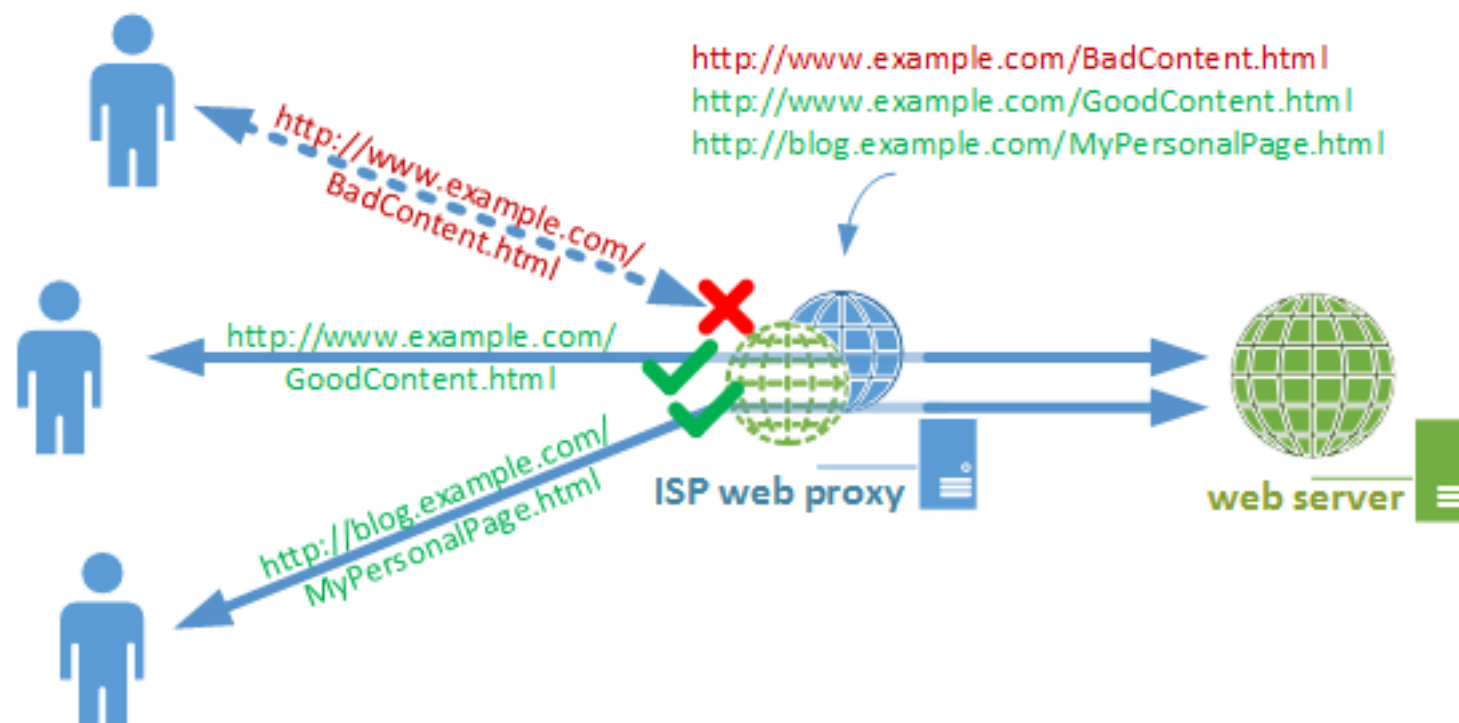 http://www.example.com/BadContent.html
http://www.example.com/GoodContent.html
http://blog.example.com/MyPersonalPage.html
http://www.example.com/
BadContent.html
http://www.example.com/
GoodContent.html
http://blog.example.com/
MyPersonalPage.html
ISP web proxy
web server